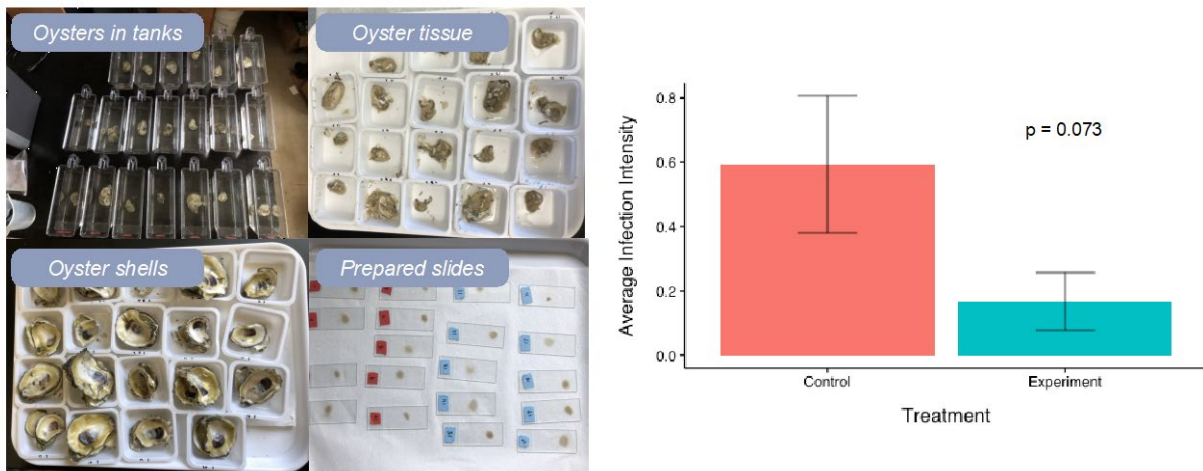 Oysters in tanks
Oyster tissue
Oyster shells
Prepared slides
Average Infection Intensity
0.8
0.6
0.4
0.2
0.0
p = 0.073
Control
Experiment
Treatment